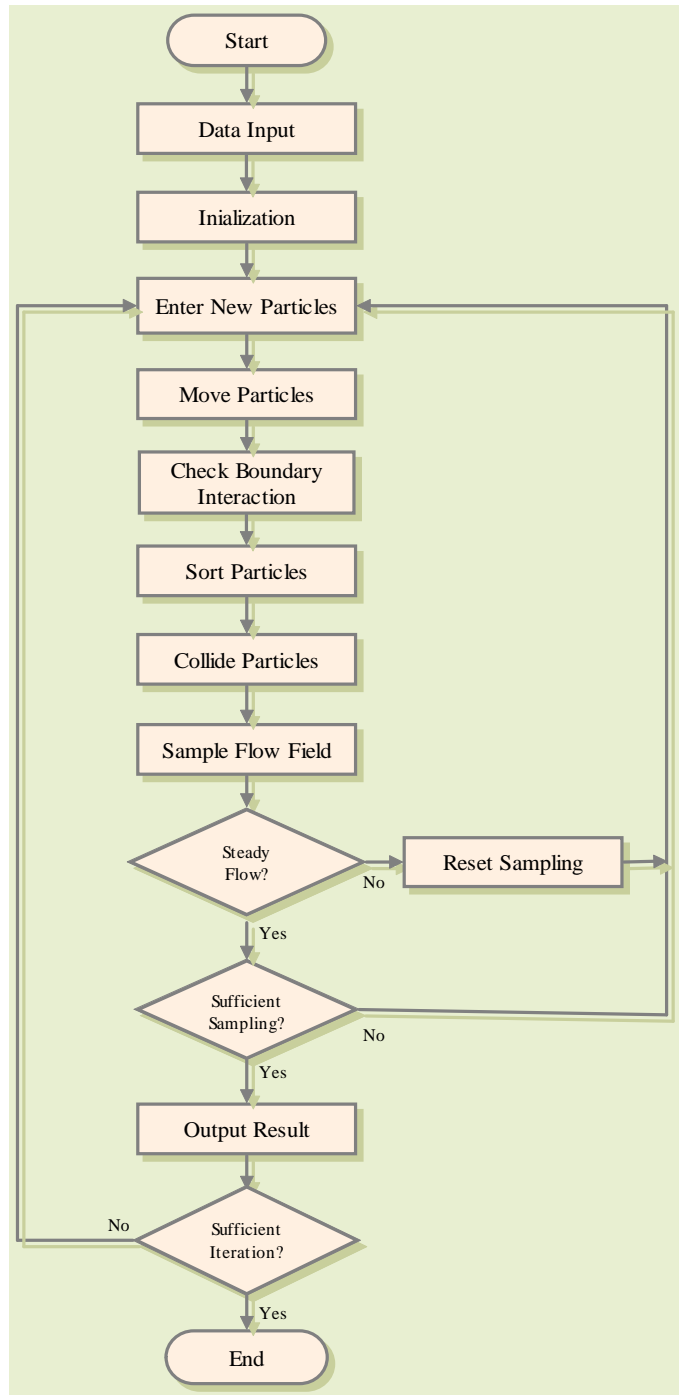 Start
Data Input
Inialization
Enter New Particles
Move Particles
Check Boundary
Interaction
Sort Particles
Collide Particles
Sample Flow Field
Steady
Flow?
No
Reset Sampling
Yes
Sufficient
Sampling?
No
Yes
Output Result
No
Sufficient
Iteration?
Yes
End